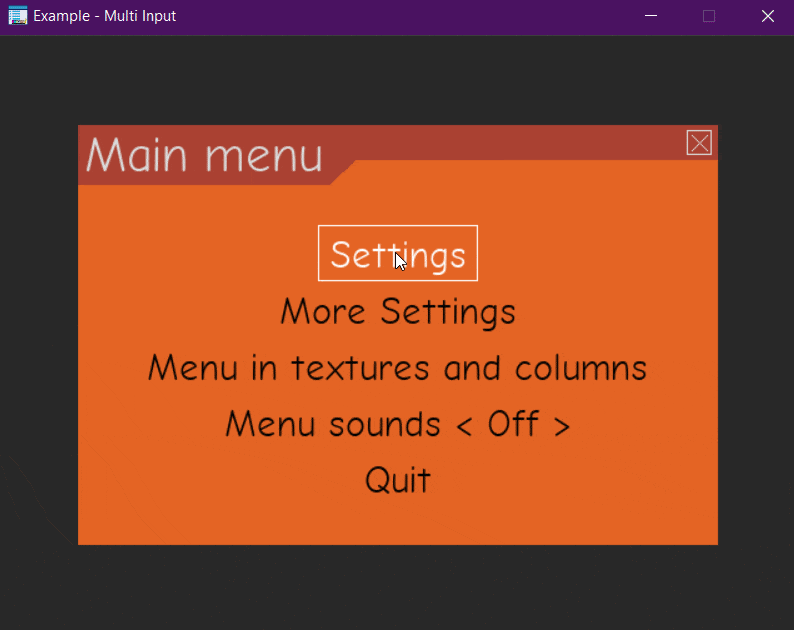 Example - Multi Input
Main menu
Settings
More Settings
Menu in textures and columns
Menu sounds < Off >
Quit